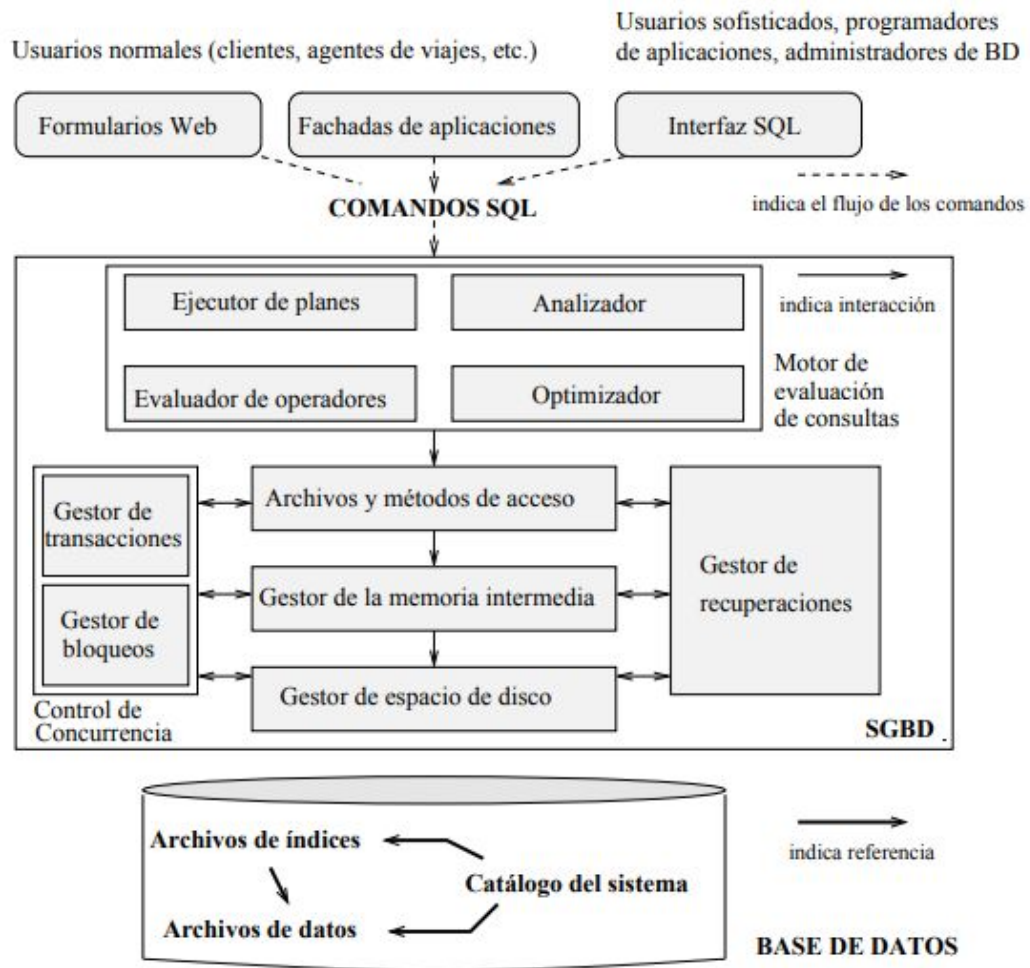 Usuarios normales (clientes, agentes de viajes, etc.)
Usuarios sofisticados, programadores
de aplicaciones, administradores de BD
Formularios Web
Fachadas de aplicaciones
Interfaz SQL
COMANDOS SQL
indica el flujo de los comandos
Ejecutor de planes
Analizador
indica interacción
Evaluador de operadores
Optimizador
Motor de
evaluación
de consultas
Gestor de
transacciones
Archivos y métodos de acceso
Gestor de
recuperaciones
Gestor de la memoria intermedia
Gestor de
bloqueos
Gestor de espacio de disco
Control de
Concurrencia
SGBD .
Archivos de índices
indica referencia
Catálogo del sistema
Archivos de datos
BASE DE DATOS